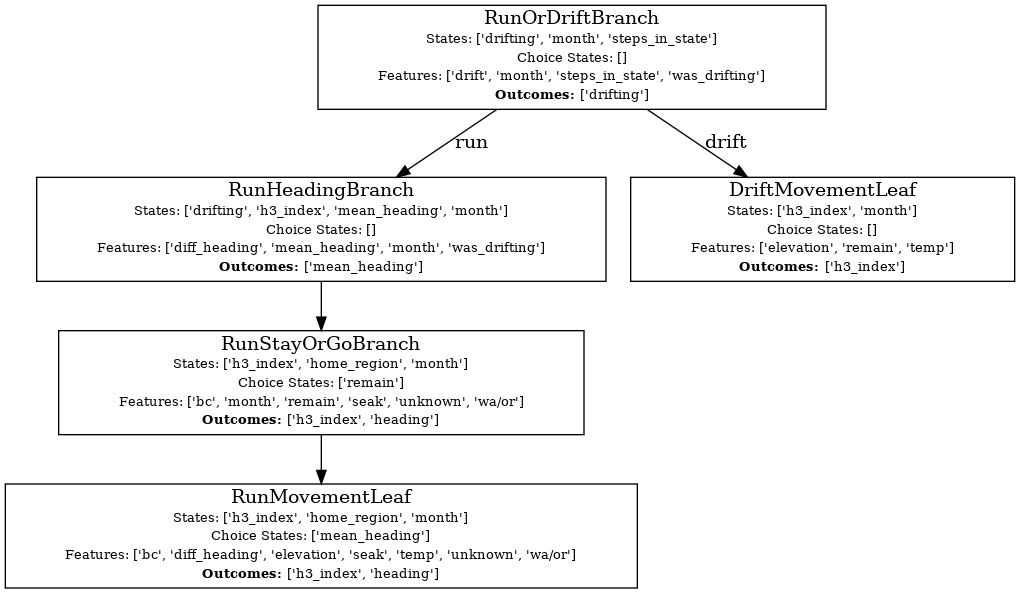 RunOrDriftBranch
States: ['drifting', 'month', 'steps_in_state']
Choice States: []
Features: ['drift', 'month', 'steps_in_state', 'was_drifting']
Outcomes: ['drifting']
run
drift
RunHeadingBranch
States: ['drifting', 'h3_index', 'mean_heading', 'month']
Choice States: []
Features: ['diff_heading', 'mean_heading', 'month', 'was_drifting']
Outcomes: ['mean_heading']
DriftMovementLeaf
States: ['h3_index', 'month']
Choice States: []
Features: ['elevation', 'remain', 'temp']
Outcomes: ['h3_index']
RunStayOrGoBranch
States: ['h3_index', 'home_region', 'month']
Choice States: ['remain']
Features: ['bc', 'month', 'remain', 'seak', 'unknown', 'wa/or']
Outcomes: ['h3_index', 'heading']
RunMovementLeaf
States: ['h3_index', 'home_region', 'month']
Choice States: ['mean_heading']
Features: ['bc', 'diff_heading', 'elevation', 'seak', 'temp', 'unknown', 'wa/or']
Outcomes: ['h3_index', 'heading']